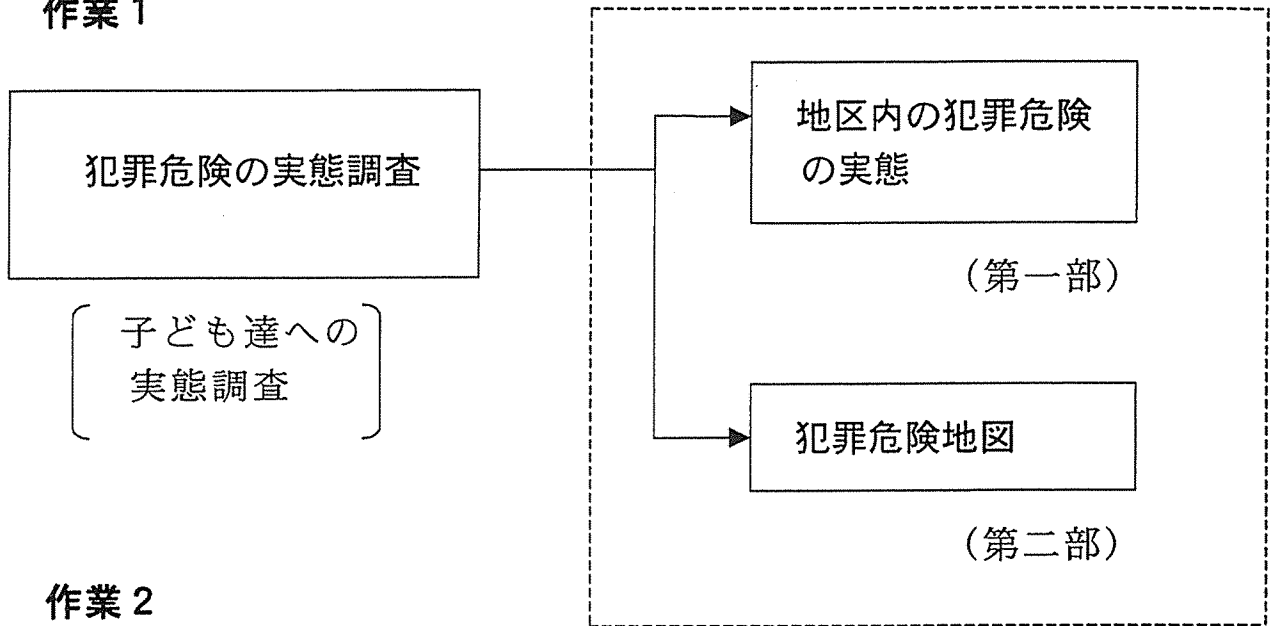 作業1
犯罪危険の実態調査
子ども達への
実態調査
地区内の犯罪危険
の実態
（第一部）
犯罪危険地図
（第二部）
作業2